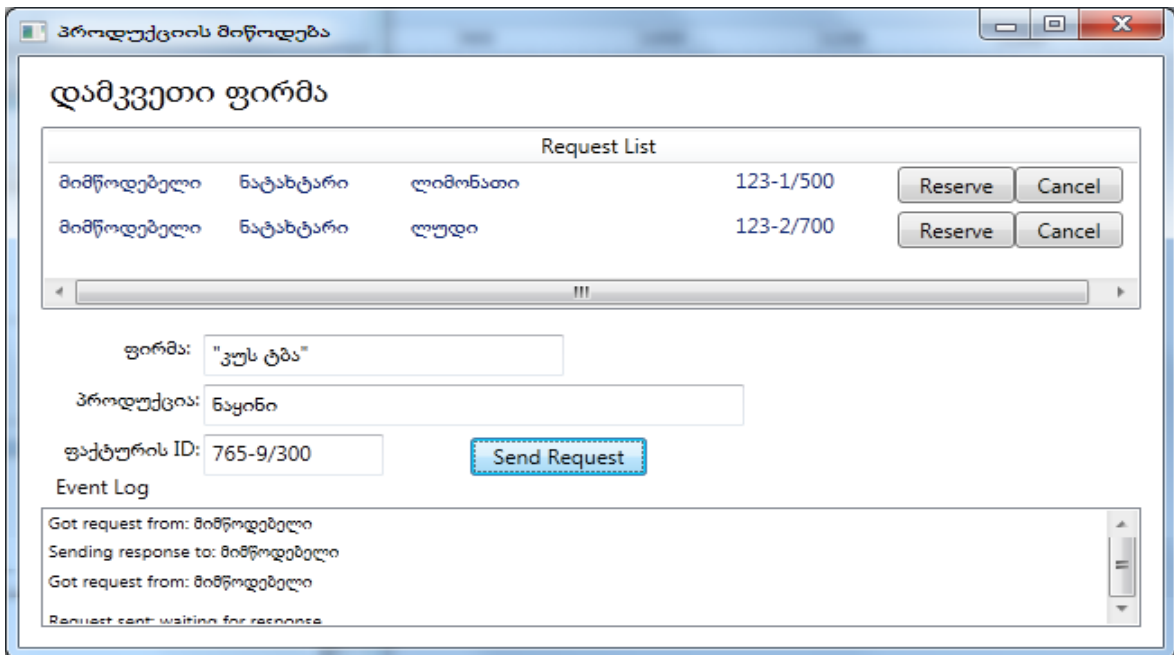 პროდუქციის მიწოდება
დამკვეთი ფირმა
Request List
მიმწოდებელი ნატახტარი ლიმონათი 123-1/500 Reserve Cancel
მიმწოდებელი ნატახტარი ლუდი 123-2/700 Reserve Cancel
ფირმა: "კუს ტბა"
პროდუქცია: ნაყინი
ფაქტურის ID: 765-9/300 Send Request
Event Log
Got request from: მიმწოდებელი
Sending response to: მიმწოდებელი
Got request from: მიმწოდებელი
Request sent: waiting for response